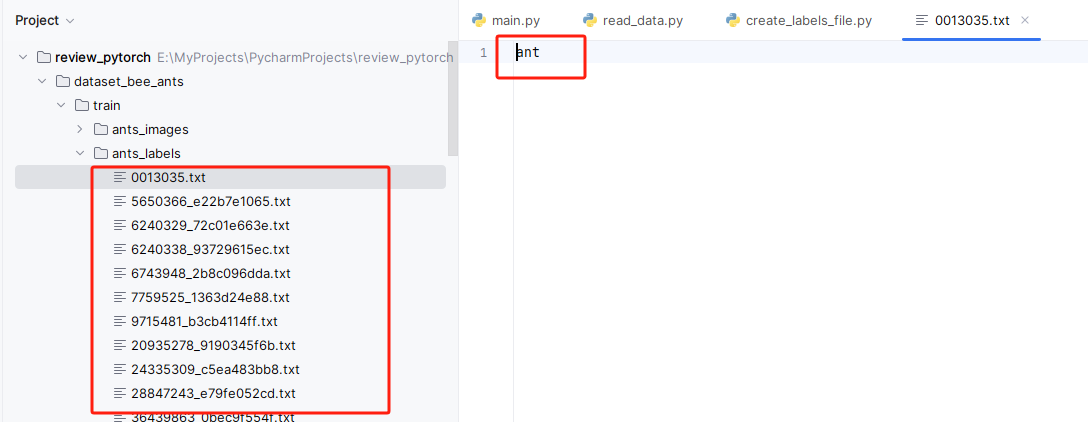 Project
review_pytorch E:\MyProjects\PycharmProjects\review_pytorch
dataset_bee_ants
train
ants_images
ants_labels
0013035.txt
5650366_e22b7e1065.txt
6240329_72c01e663e.txt
6240338_93729615ec.txt
6743948_2b8c096dda.txt
7759525_1363d24e88.txt
9715481_b3cb4114ff.txt
20935278_9190345f6b.txt
24335309_c5ea483bb8.txt
28847243_e79fe052cd.txt
36439863_0bec9f554f.txt
main.py read_data.py create_labels_file.py 0013035.txt
1 ant